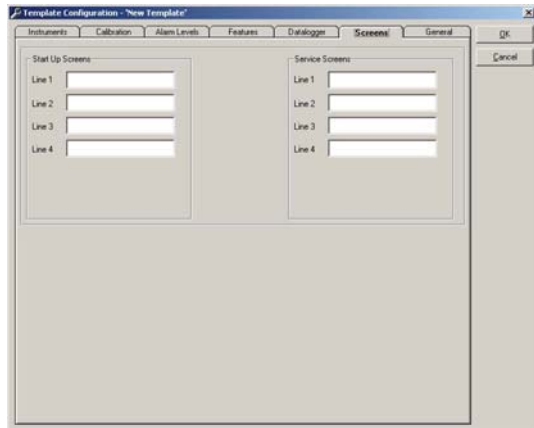 Template Configuration - 'New Template'
Instruments Calibration Alarm Levels Features Datalogger Screens General
OK
Cancel
Start Up Screens
Line 1
Line 2
Line 3
Line 4
Service Screens
Line 1
Line 2
Line 3
Line 4